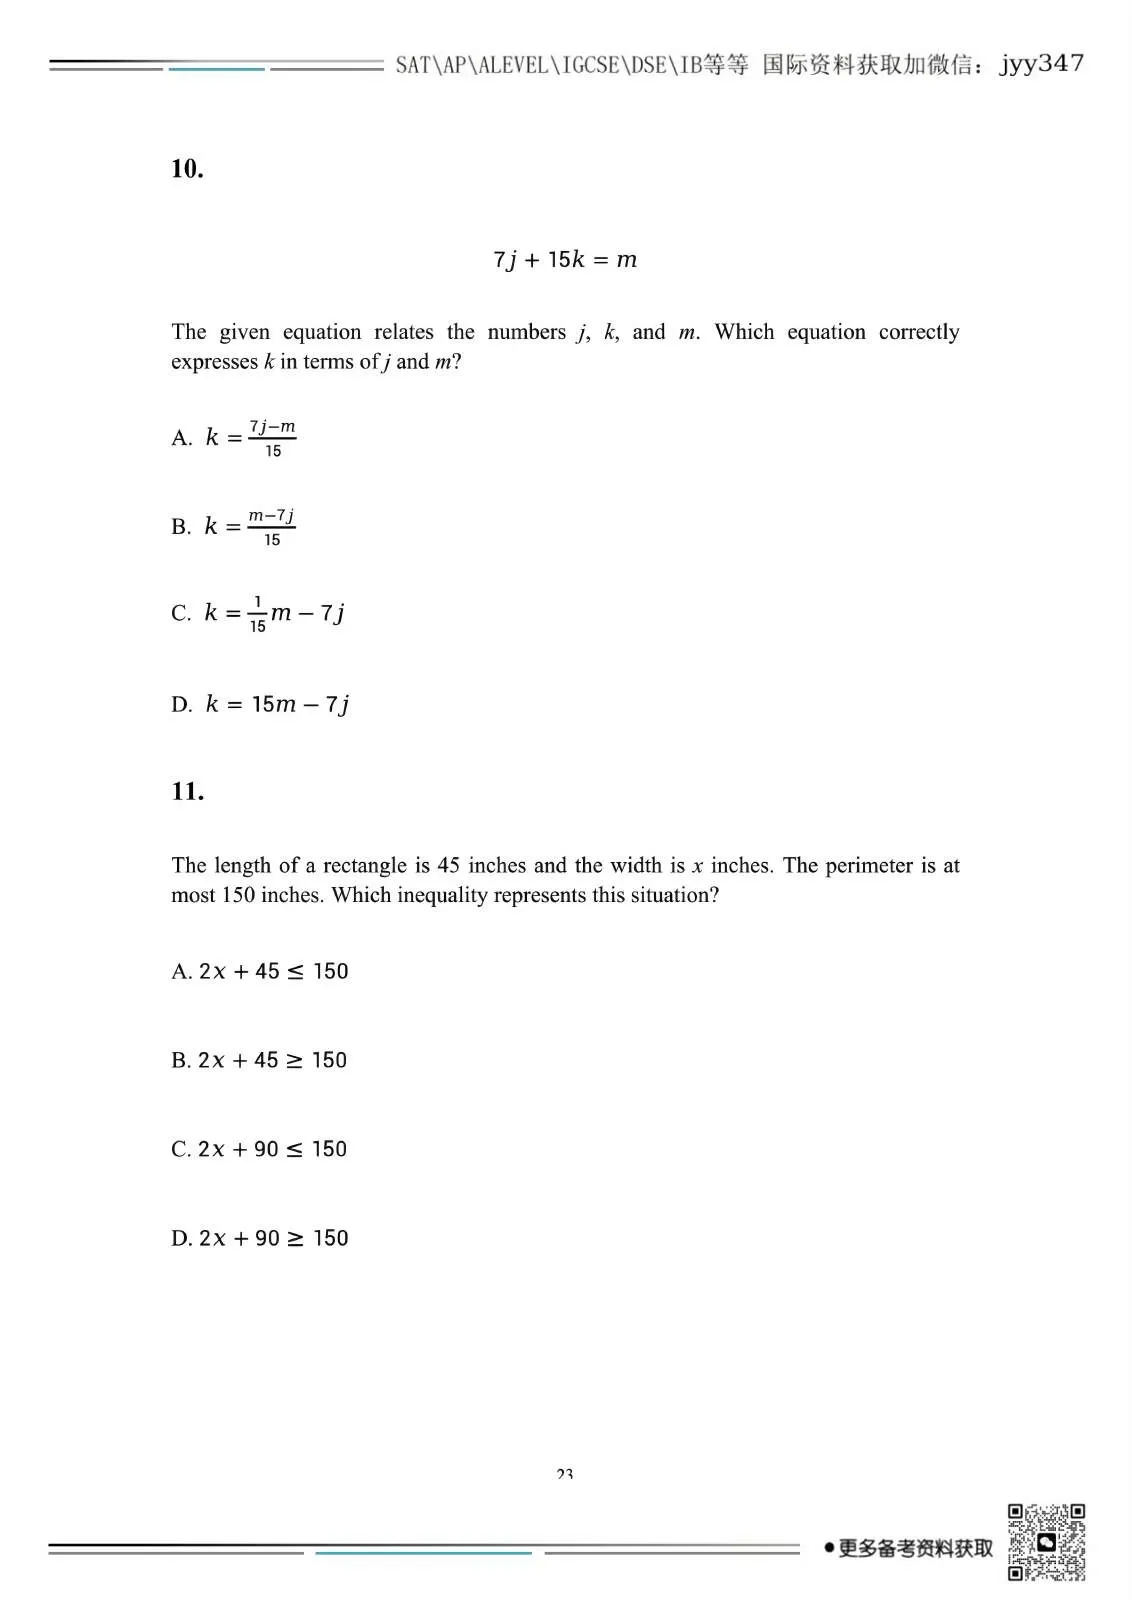 SAT\AP\ALEVEL\IGCSE\DSE\IB等等 国际资料获取加微信：jyy347
10.
7j + 15k = m
The given equation relates the numbers j, k, and m. Which equation correctly
expresses k in terms of j and m?
A. k = \frac{7j−m}{15}
B. k = \frac{m−7j}{15}
C. k = \frac{1}{15}m − 7j
D. k = 15m − 7j
11.
The length of a rectangle is 45 inches and the width is x inches. The perimeter is at
most 150 inches. Which inequality represents this situation?
A. 2x + 45 ≤ 150
B. 2x + 45 ≥ 150
C. 2x + 90 ≤ 150
D. 2x + 90 ≥ 150
23
●更多备考资料获取